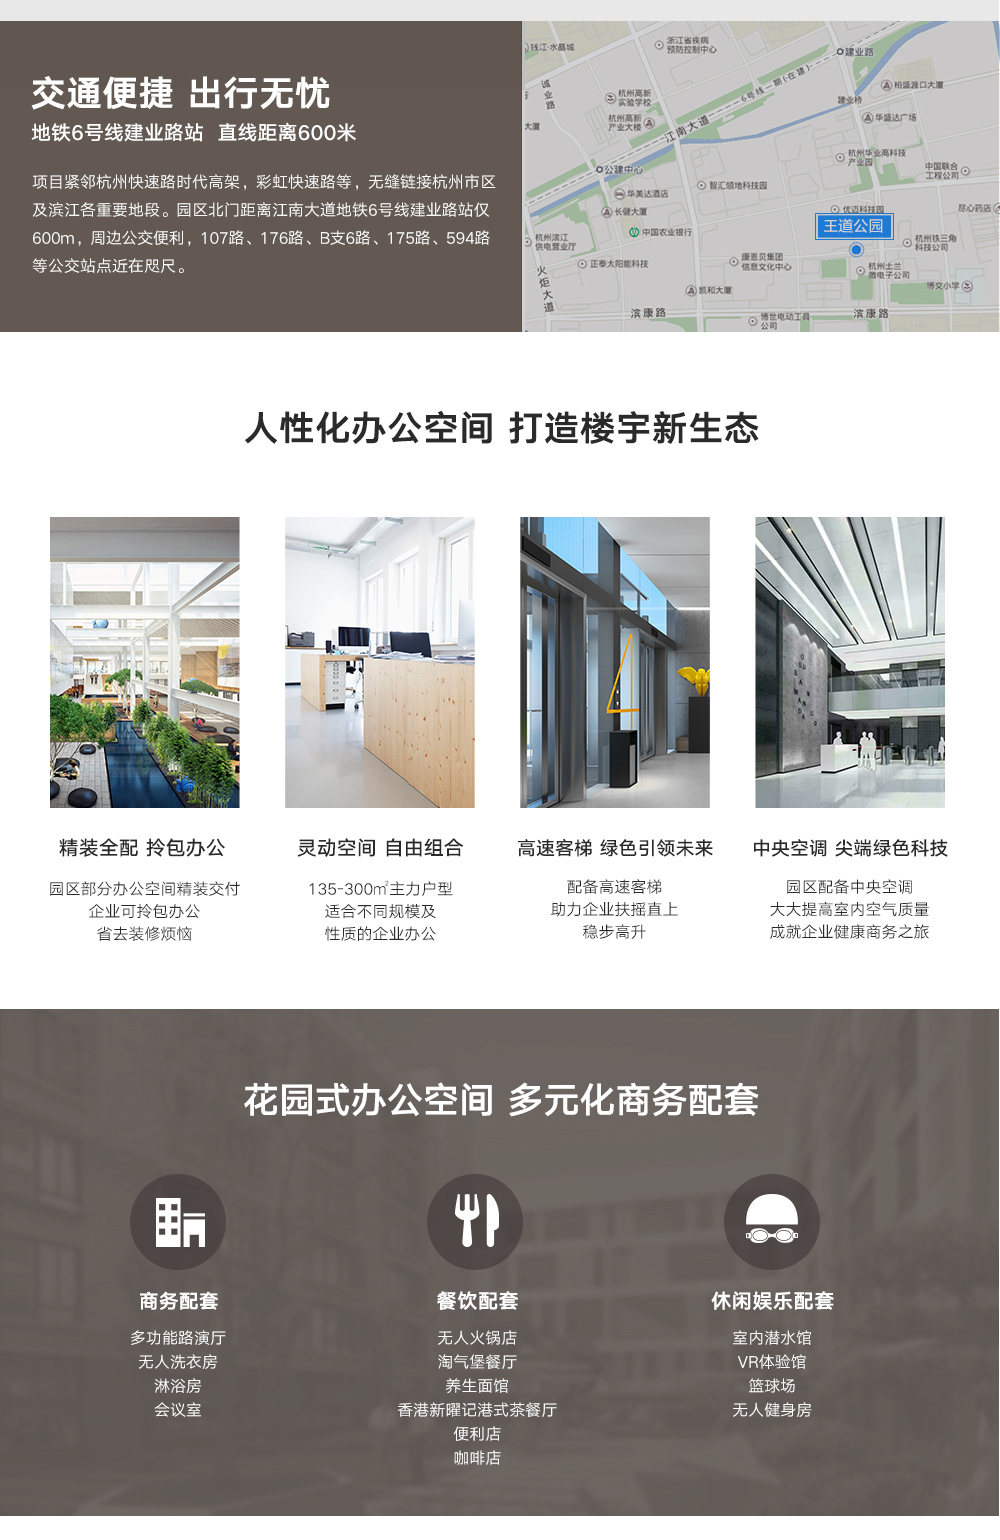 交通便捷 出行无忧
地铁6号线建业路站 直线距离600米
项目紧邻杭州快速路时代高架，彩虹快速路等，无缝链接杭州市区
及滨江各重要地段。园区北门距离江南大道地铁6号线建业路站仅
600m，周边公交便利，107路、176路、B支6路、175路、594路
等公交站点近在咫尺。
钱江·水晶城
浙江省疾病
预防控制中心
建业路
诚业路
6号线一期(在建)
柏盛渡口大厦
杭州高新
实验学校
建业桥
杭州高新
产业大楼
大厦
江南大道
华盛达广场
杭州华业高科技
产业园
中国联合
工程公司
公建中心
智汇领地科技园
华美达酒店
长健大厦
优迈科技园
尽心药店
王道公园
中国农业银行
杭州滨江
供电营业厅
杭州铁三角
科技公司
康恩贝集团
信息文化中心
正泰太阳能科技
杭州士兰
微电子公司
火炬大道
凯和大厦
博文小学
滨康路
博世电动工具
公司
滨康路
人性化办公空间 打造楼宇新生态
精装全配 拎包办公
园区部分办公空间精装交付
企业可拎包办公
省去装修烦恼
灵动空间 自由组合
135-300㎡主力户型
适合不同规模及
性质的企业办公
高速客梯 绿色引领未来
配备高速客梯
助力企业扶摇直上
稳步高升
中央空调 尖端绿色科技
园区配备中央空调
大大提高室内空气质量
成就企业健康商务之旅
花园式办公空间 多元化商务配套
商务配套
多功能路演厅
无人洗衣房
淋浴房
会议室
餐饮配套
无人火锅店
淘气堡餐厅
养生面馆
香港新曜记港式茶餐厅
便利店
咖啡店
休闲娱乐配套
室内潜水馆
VR体验馆
篮球场
无人健身房